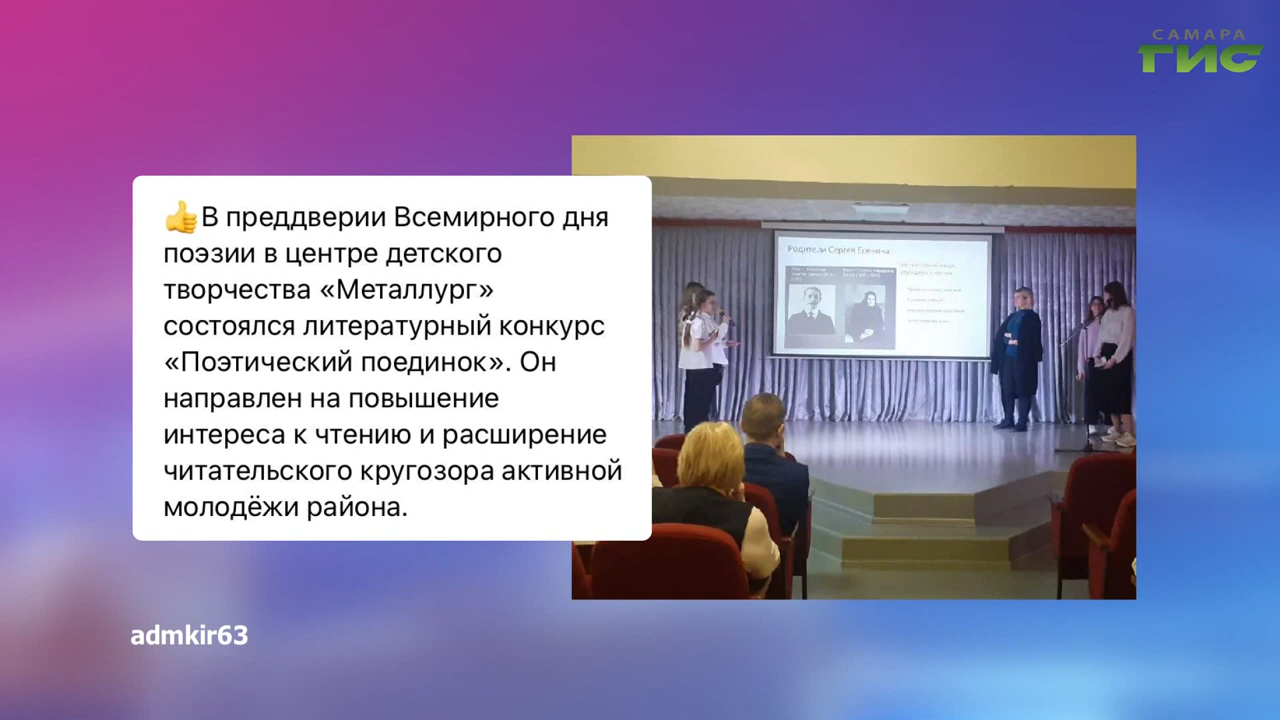 САМАРА
ГИС
👍В преддверии Всемирного дня
поэзии в центре детского
творчества «Металлург»
состоялся литературный конкурс
«Поэтический поединок». Он
направлен на повышение
интереса к чтению и расширение
читательского кругозора активной
молодёжи района.
Родители Сергея Есенина
admkir63